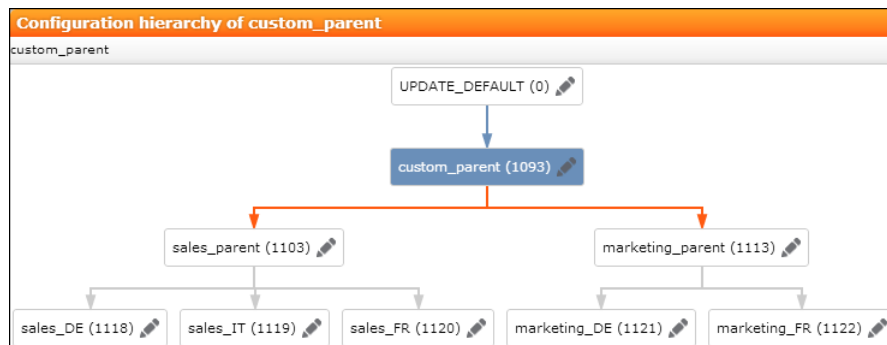 Configuration hierarchy of custom_parent
custom_parent
UPDATE_DEFAULT (0)
custom_parent (1093)
sales_parent (1103)
marketing_parent (1113)
sales_DE (1118)
sales_IT (1119)
sales_FR (1120)
marketing_DE (1121)
marketing_FR (1122)